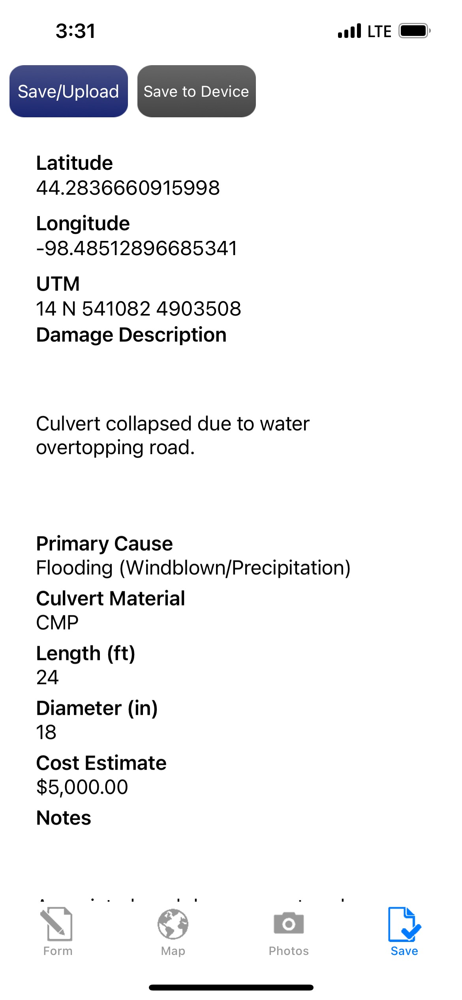 3:31
LTE
Save/Upload
Save to Device
Latitude
44.2836660915998
Longitude
-98.48512896685341
UTM
14 N 541082 4903508
Damage Description
Culvert collapsed due to water
overtopping road.
Primary Cause
Flooding (Windblown/Precipitation)
Culvert Material
CMP
Length (ft)
24
Diameter (in)
18
Cost Estimate
$5,000.00
Notes
Form
Map
Photos
Save